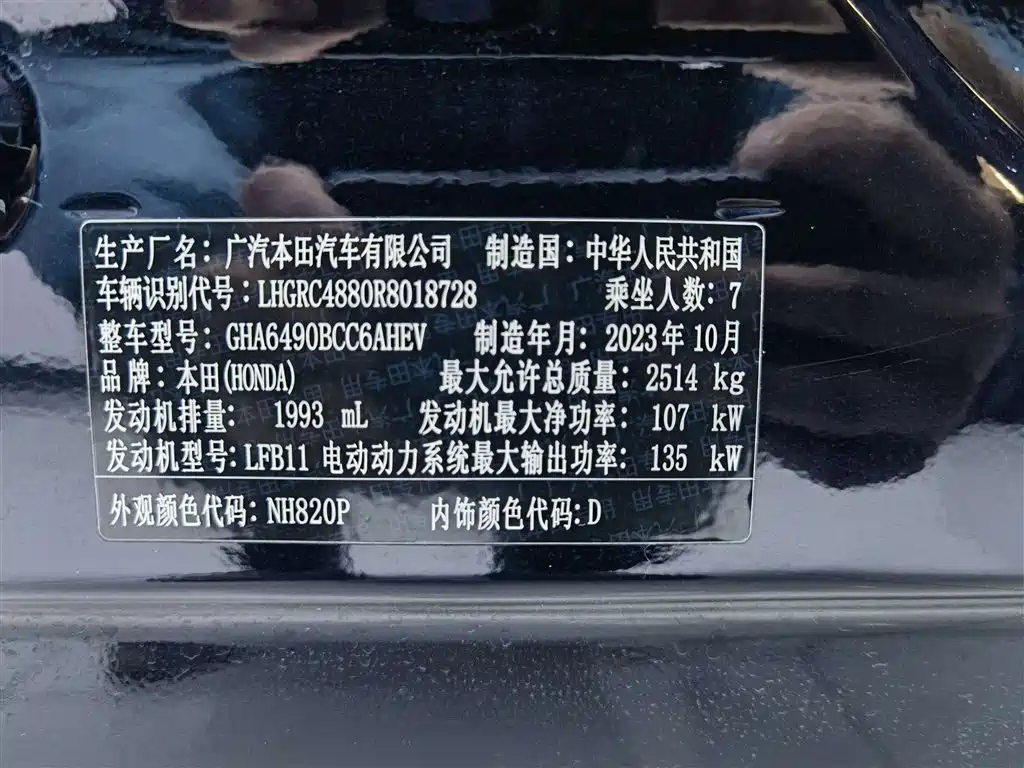 生产厂名：广汽本田汽车有限公司 制造国：中华人民共和国
车辆识别代号：LHGRC4880R8018728 乘坐人数：7
整车型号：GHA6490BCC6AHEV 制造年月：2023年10月
品牌：本田(HONDA) 最大允许总质量：2514 kg
发动机排量： 1993 mL 发动机最大净功率：107 kW
发动机型号：LFB11 电动动力系统最大输出功率：135 kW
外观颜色代码：NH820P 内饰颜色代码：D